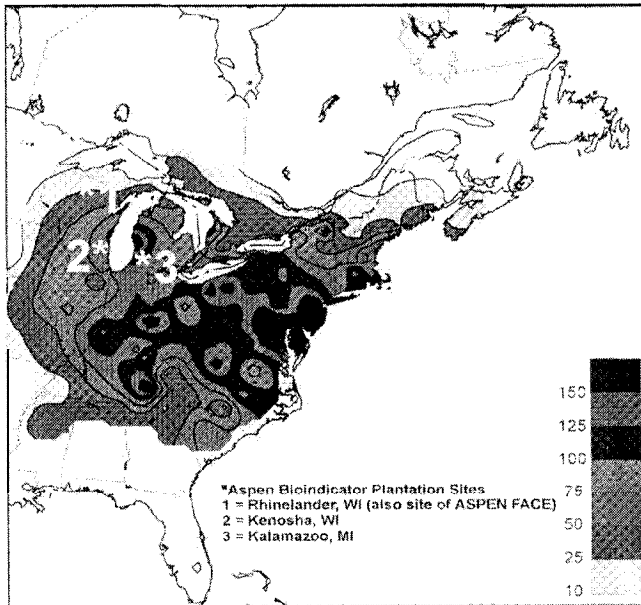 *1
2*
*3
150
125
100
75
50
25
10
*Aspen Bioindicator Plantation Sites
1 = Rhinelander, WI (also site of ASPEN FACE)
2 = Kenosha, WI
3 = Kalamazoo, MI